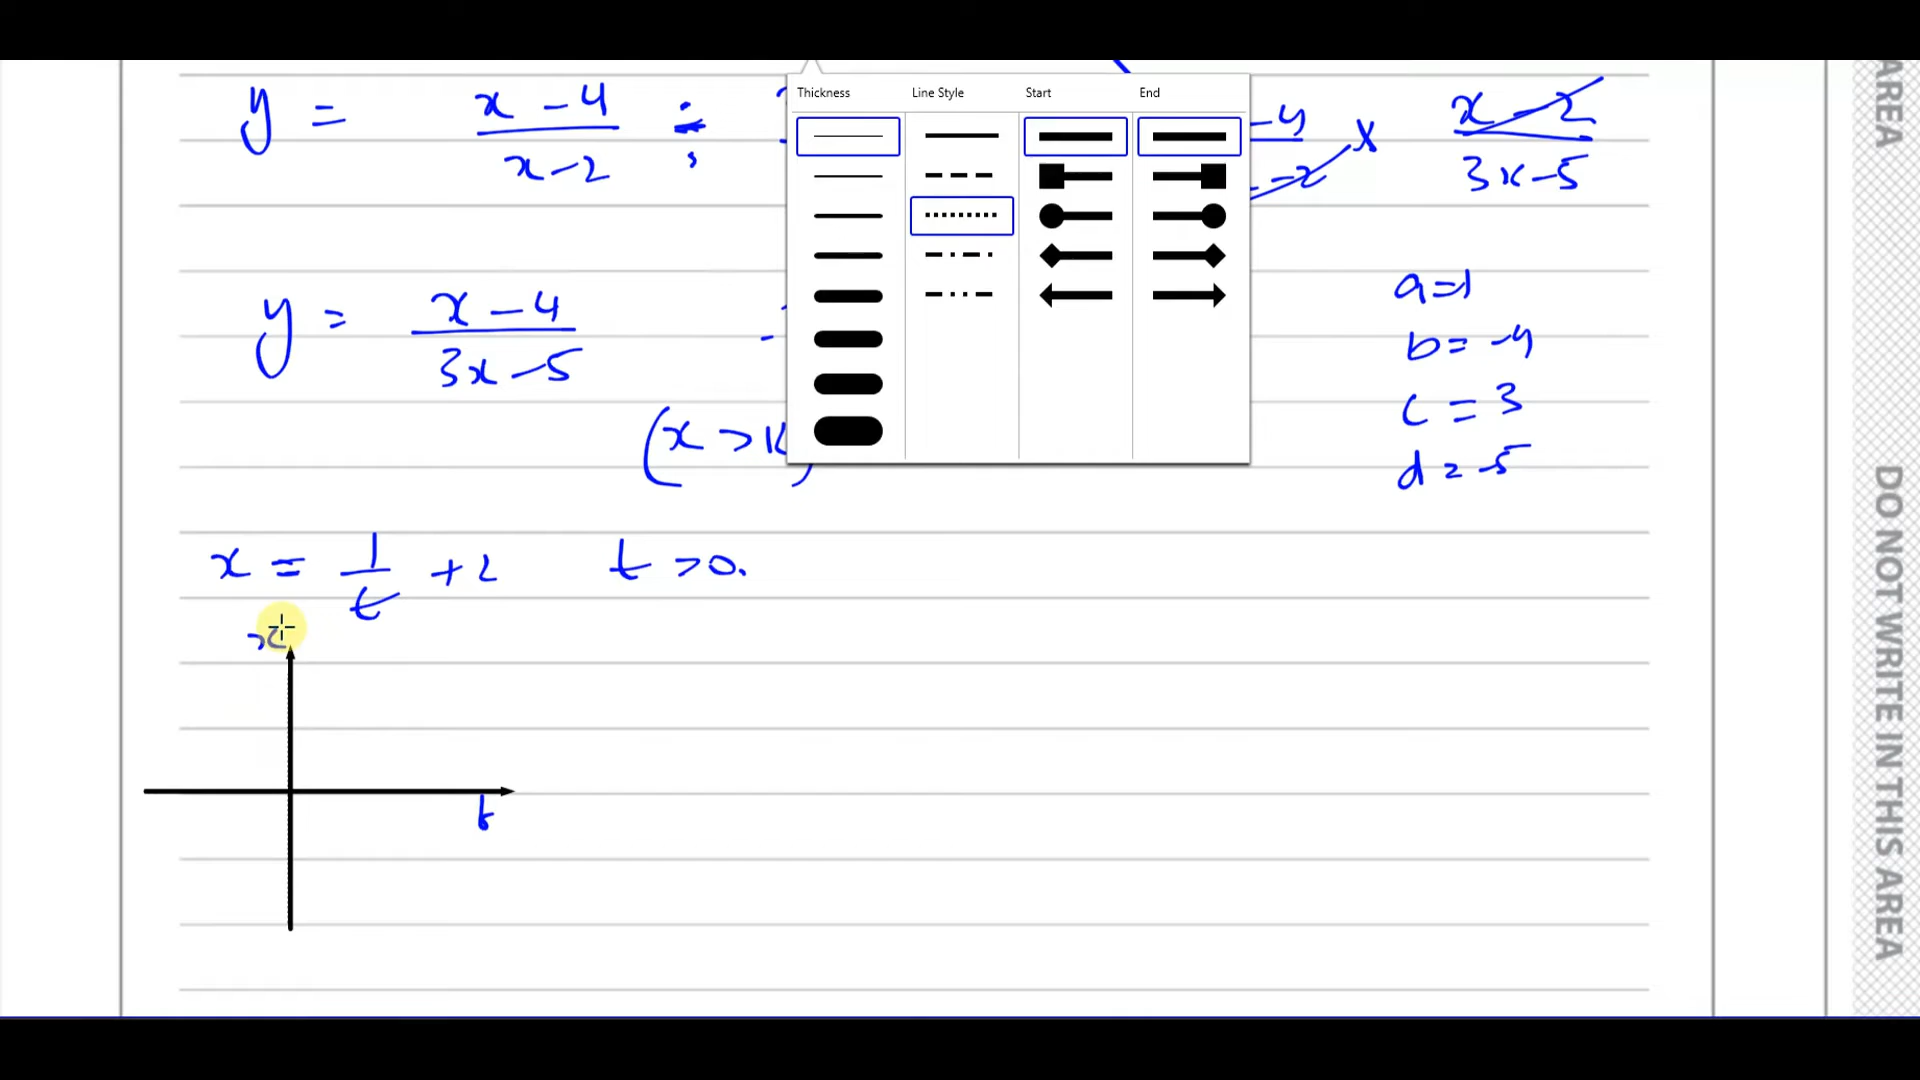 Thickness Line Style Start End
y = x - 4 / x - 2 ÷
-4 / -2 × x - 2 / 3x - 5
y = x - 4 / 3x - 5
(x > k)
a = 1
b = -4
c = 3
d = -5
x = 1/t + 2 t > 0.
x
t
AREA
DO NOT WRITE IN THIS AREA